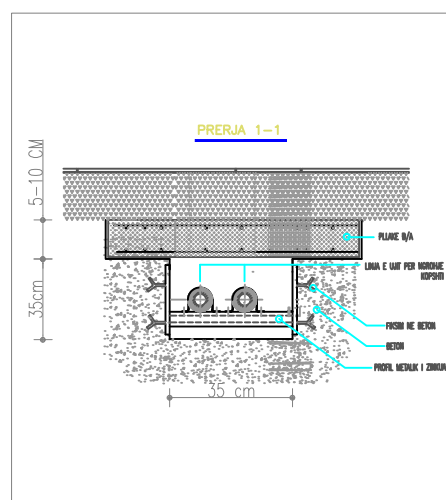 PRERJA 1-1
5-10 CM
PLLAKE B/A
LINJA E UJIT PER NGROHJE
KOPSHTI
35cm
FIKSIM NE BETON
BETON
PROFIL METALIK I ZINKUAR
35 cm